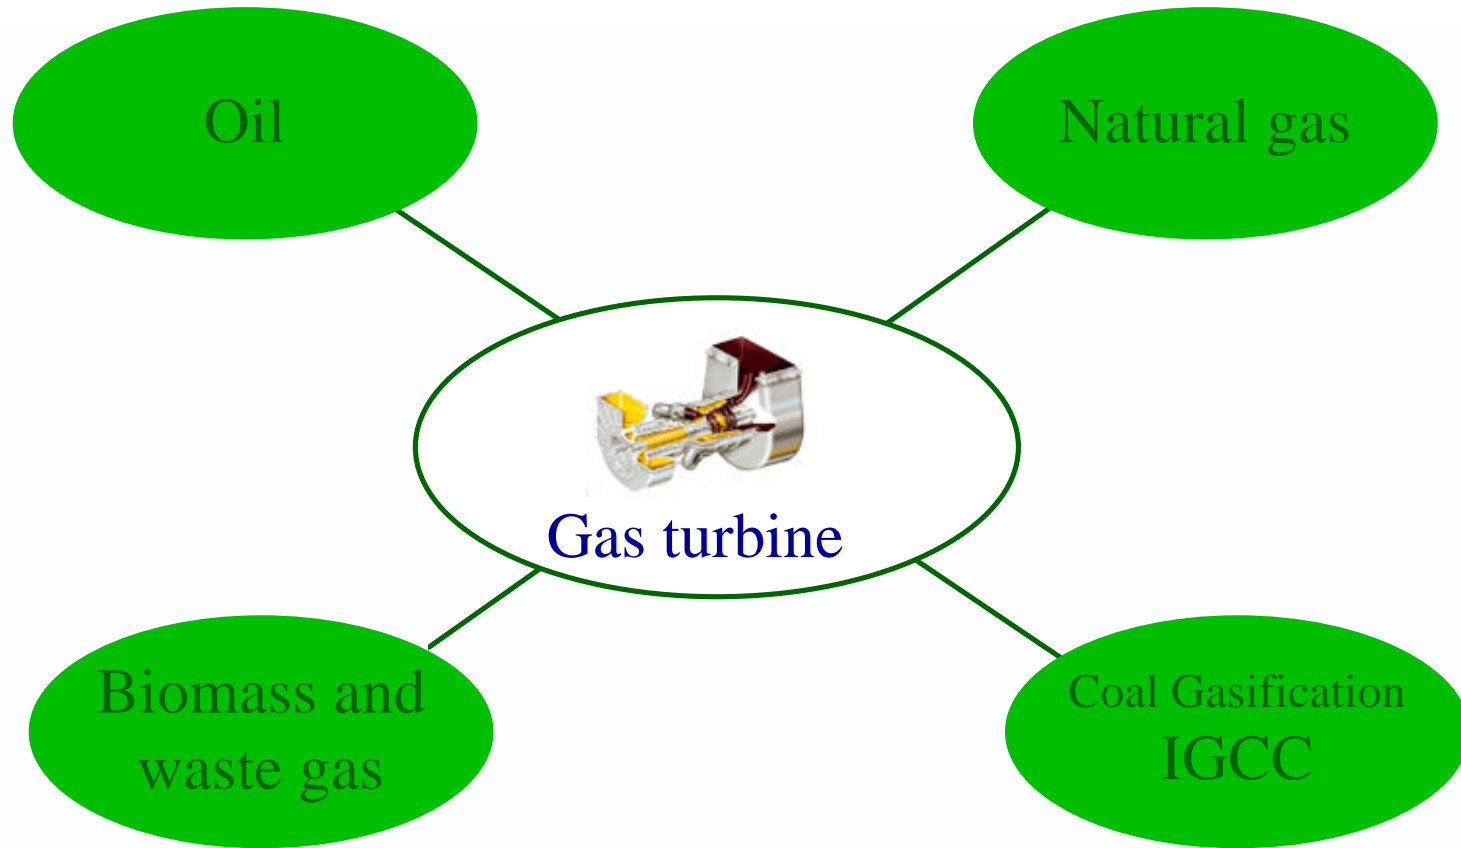 Oil
Natural gas
Gas turbine
Biomass and
waste gas
Coal Gasification
IGCC